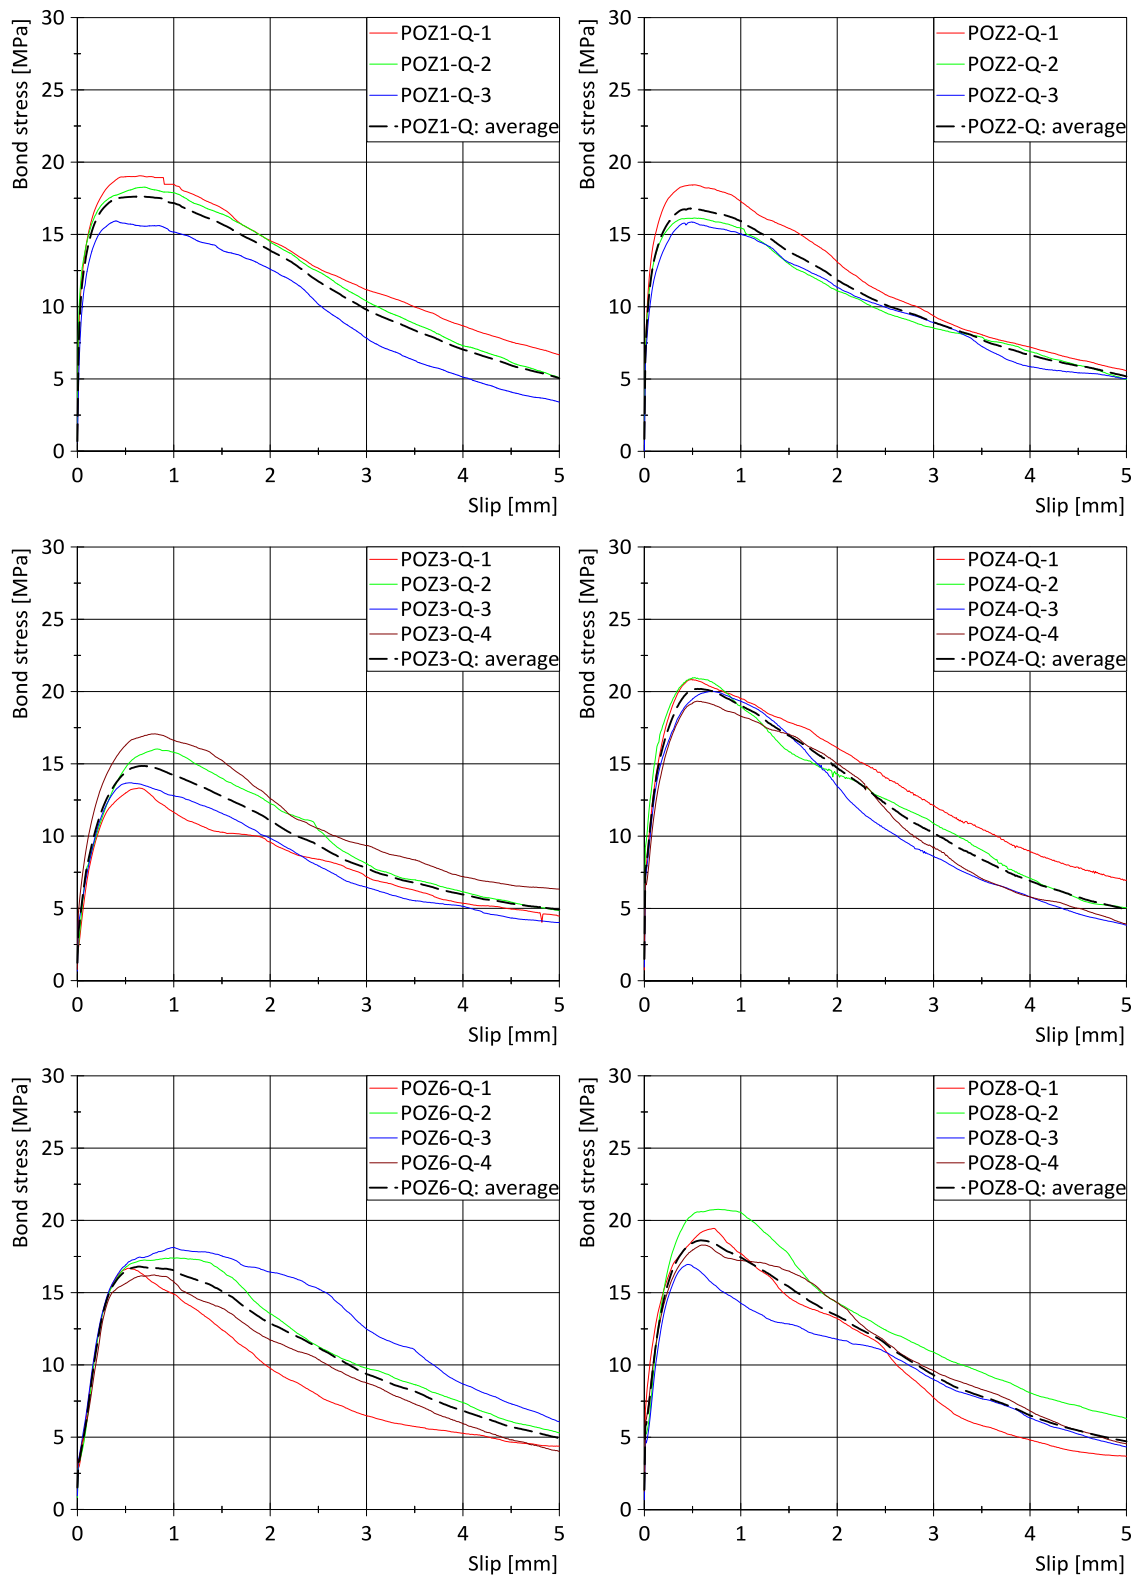 Bond stress [MPa]
30
25
20
15
10
5
0
POZ1-Q-1
POZ1-Q-2
POZ1-Q-3
POZ1-Q: average
0 1 2 3 4 5
Slip [mm]
Bond stress [MPa]
30
25
20
15
10
5
0
POZ2-Q-1
POZ2-Q-2
POZ2-Q-3
POZ2-Q: average
0 1 2 3 4 5
Slip [mm]
Bond stress [MPa]
30
25
20
15
10
5
0
POZ3-Q-1
POZ3-Q-2
POZ3-Q-3
POZ3-Q-4
POZ3-Q: average
0 1 2 3 4 5
Slip [mm]
Bond stress [MPa]
30
25
20
15
10
5
0
POZ4-Q-1
POZ4-Q-2
POZ4-Q-3
POZ4-Q-4
POZ4-Q: average
0 1 2 3 4 5
Slip [mm]
Bond stress [MPa]
30
25
20
15
10
5
0
POZ6-Q-1
POZ6-Q-2
POZ6-Q-3
POZ6-Q-4
POZ6-Q: average
0 1 2 3 4 5
Slip [mm]
Bond stress [MPa]
30
25
20
15
10
5
0
POZ8-Q-1
POZ8-Q-2
POZ8-Q-3
POZ8-Q-4
POZ8-Q: average
0 1 2 3 4 5
Slip [mm]